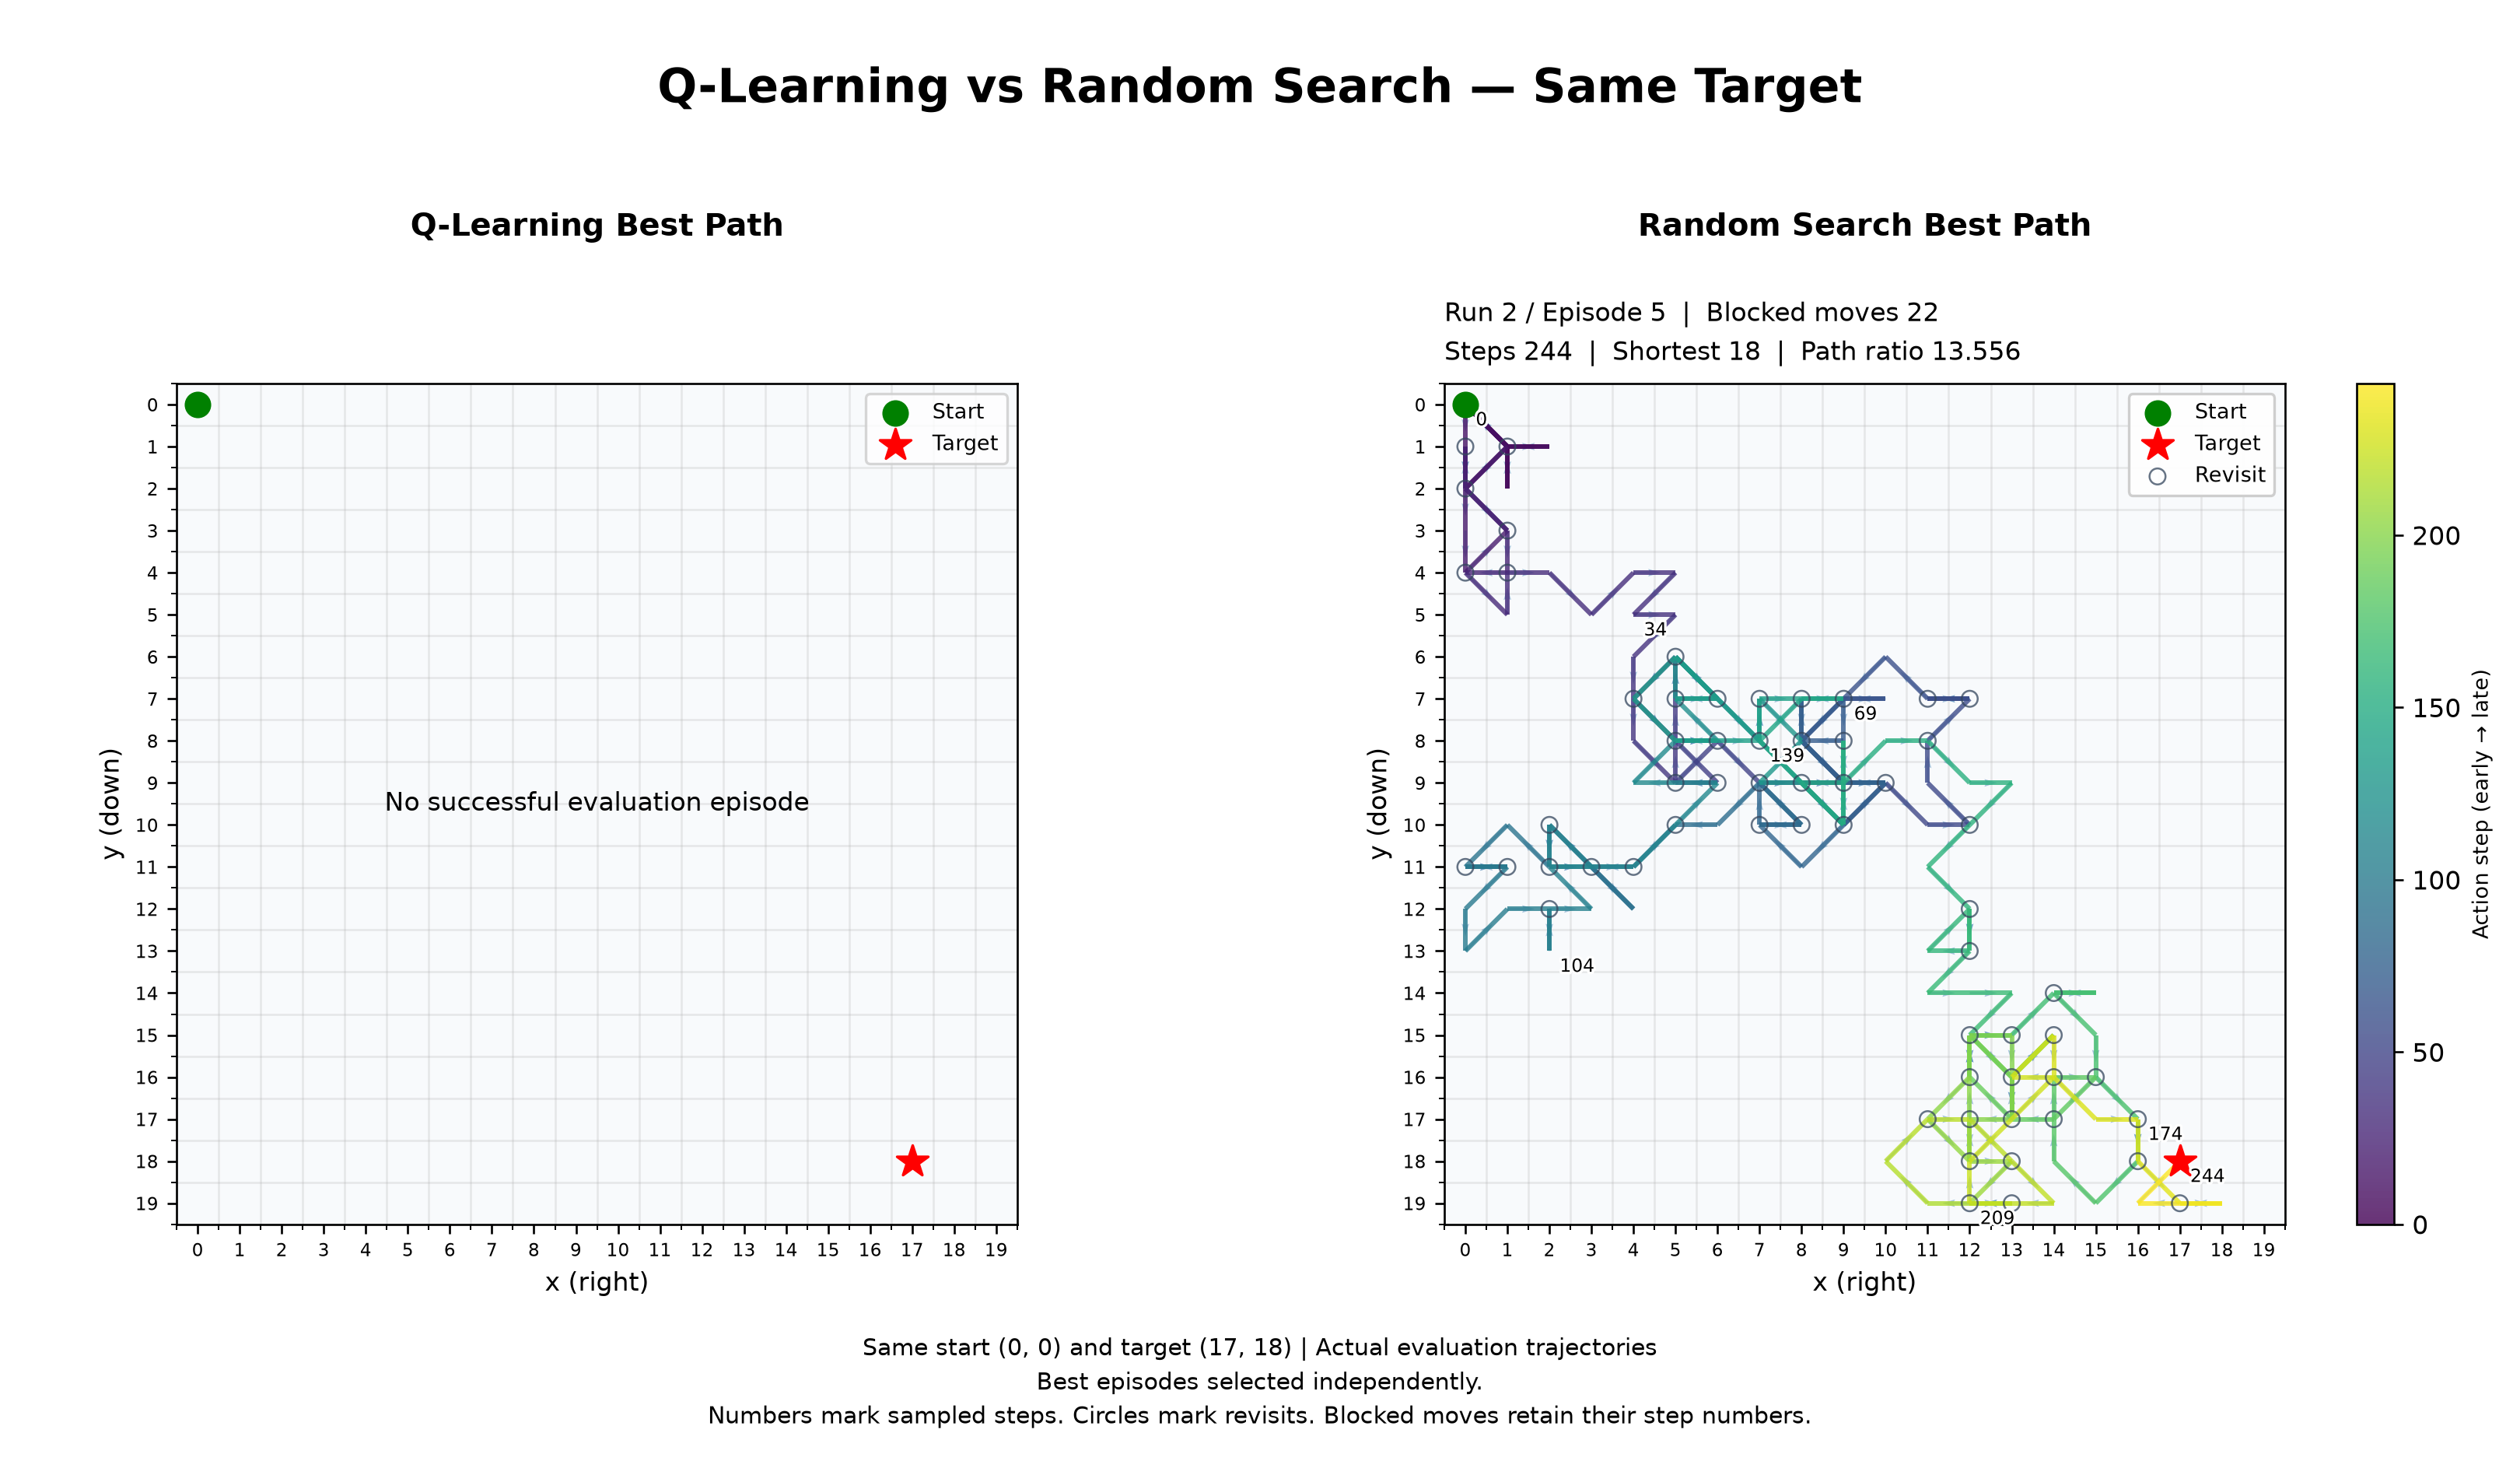 Q-Learning vs Random Search — Same Target
Q-Learning Best Path
Start
Target
No successful evaluation episode
0
1
2
3
4
5
6
7
8
9
10
11
12
13
14
15
16
17
18
19
y (down)
0 1 2 3 4 5 6 7 8 9 10 11 12 13 14 15 16 17 18 19
x (right)
Random Search Best Path
Run 2 / Episode 5 | Blocked moves 22
Steps 244 | Shortest 18 | Path ratio 13.556
Start
Target
Revisit
0
34
69
139
104
174
244
209
0
1
2
3
4
5
6
7
8
9
10
11
12
13
14
15
16
17
18
19
y (down)
0 1 2 3 4 5 6 7 8 9 10 11 12 13 14 15 16 17 18 19
x (right)
200
150
100
50
0
Action step (early → late)
Same start (0, 0) and target (17, 18) | Actual evaluation trajectories
Best episodes selected independently.
Numbers mark sampled steps. Circles mark revisits. Blocked moves retain their step numbers.